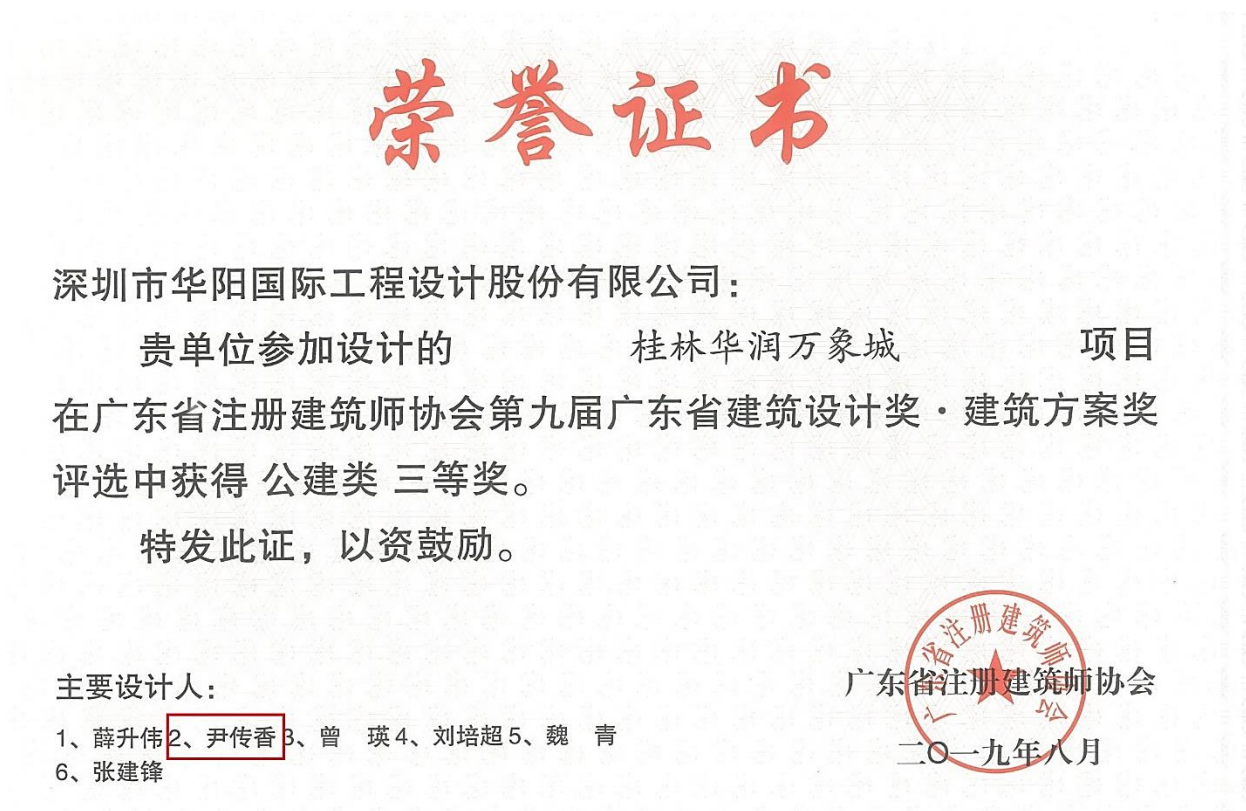 荣誉证书
深圳市华阳国际工程设计股份有限公司：
贵单位参加设计的 桂林华润万象城 项目
在广东省注册建筑师协会第九届广东省建筑设计奖·建筑方案奖
评选中获得 公建类 三等奖。
特发此证，以资鼓励。
主要设计人：
1、薛升伟2、尹传香3、曾 瑛4、刘培超5、魏 青
6、张建锋
广东省注册建筑师协会
广东省注册建筑师协会
二〇一九年八月